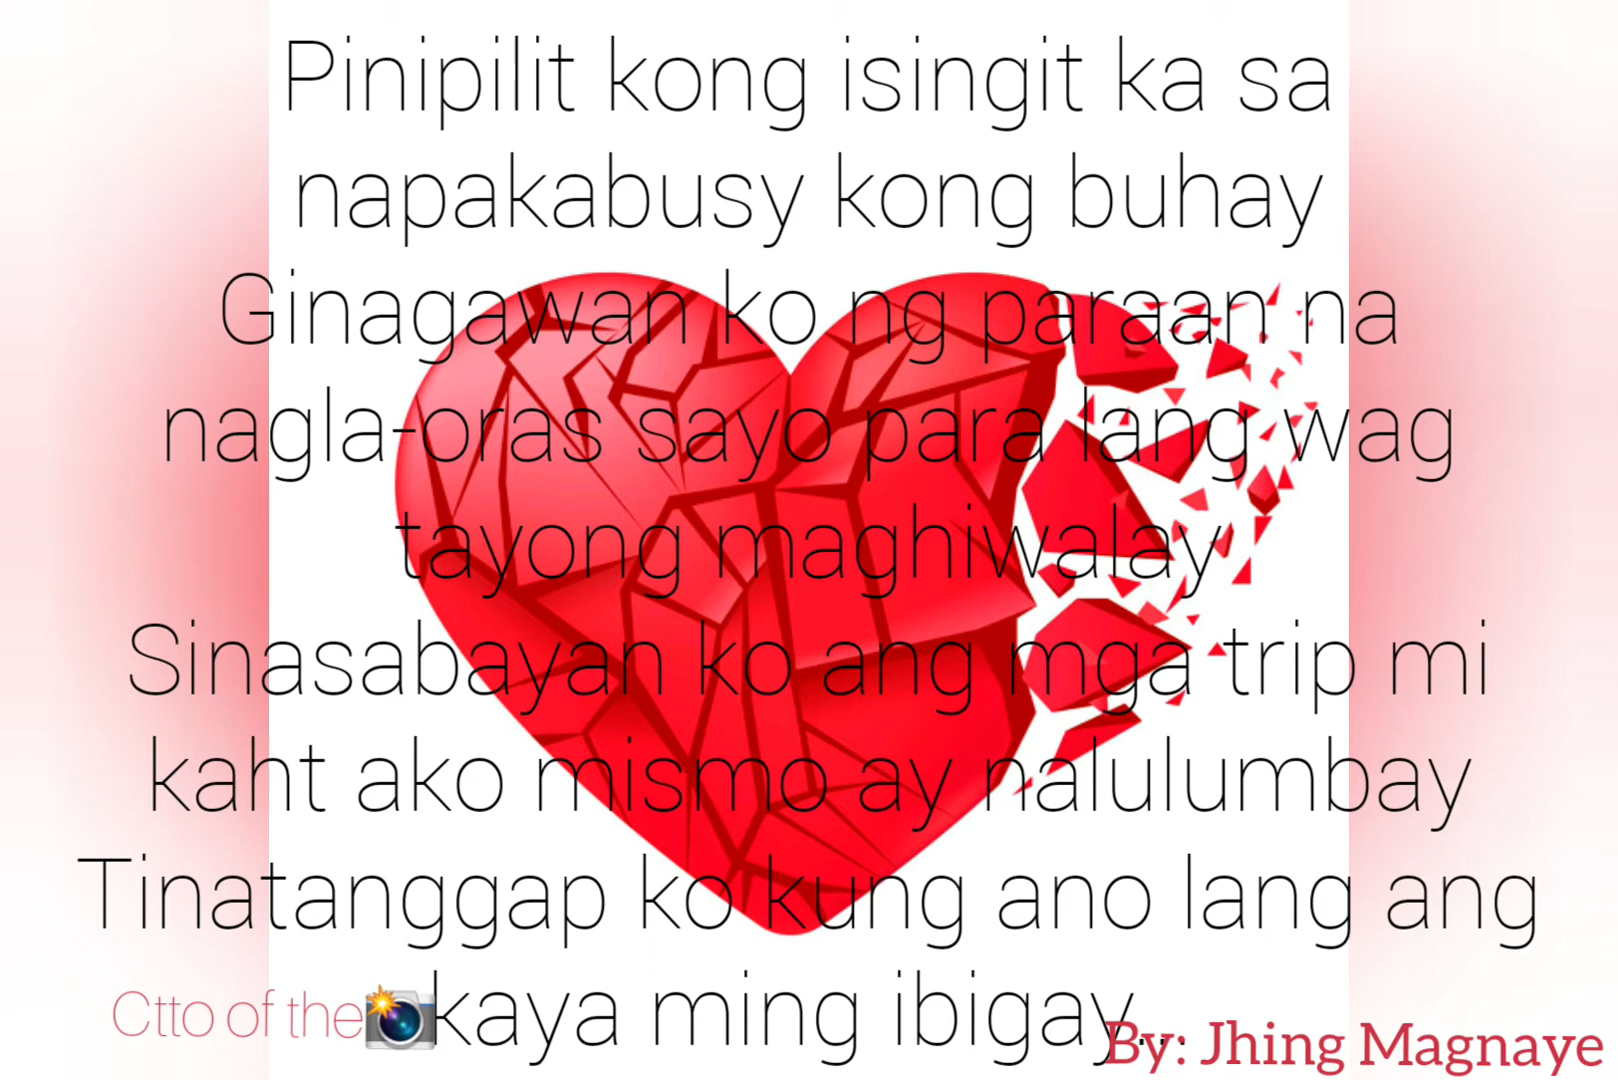 Pinipilit kong isingit ka sa
napakabusy kong buhay
Ginagawan ko ng paraan na
nagla-oras sayo para lang wag
tayong maghiwalay
Sinasabayan ko ang mga trip mi
kaht ako mismo ay nalulumbay
Tinatanggap ko kung ano lang ang
kaya ming ibigay...
Ctto of the📸
By: Jhing Magnaye